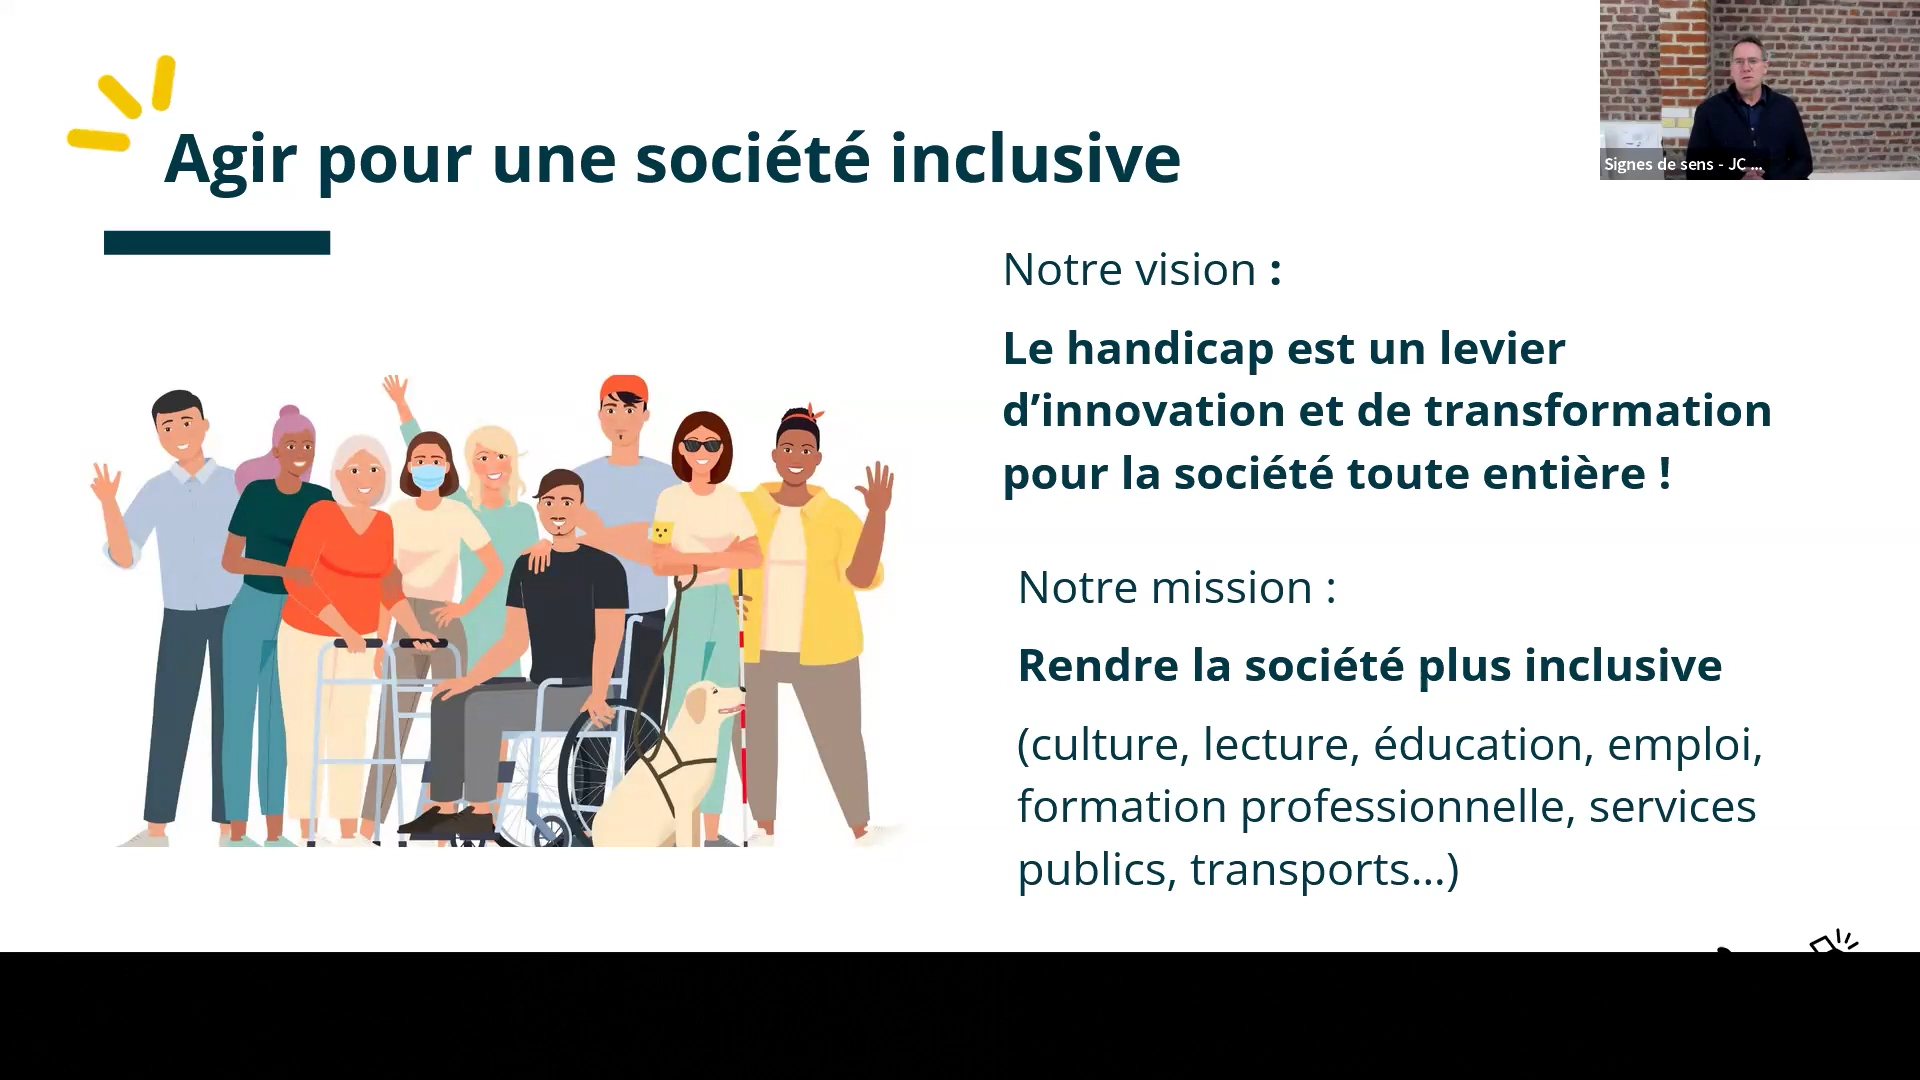 Agir pour une société inclusive
Signes de sens - JC ...
Notre vision :
Le handicap est un levier
d’innovation et de transformation
pour la société toute entière !
Notre mission :
Rendre la société plus inclusive
(culture, lecture, éducation, emploi,
formation professionnelle, services
publics, transports...)